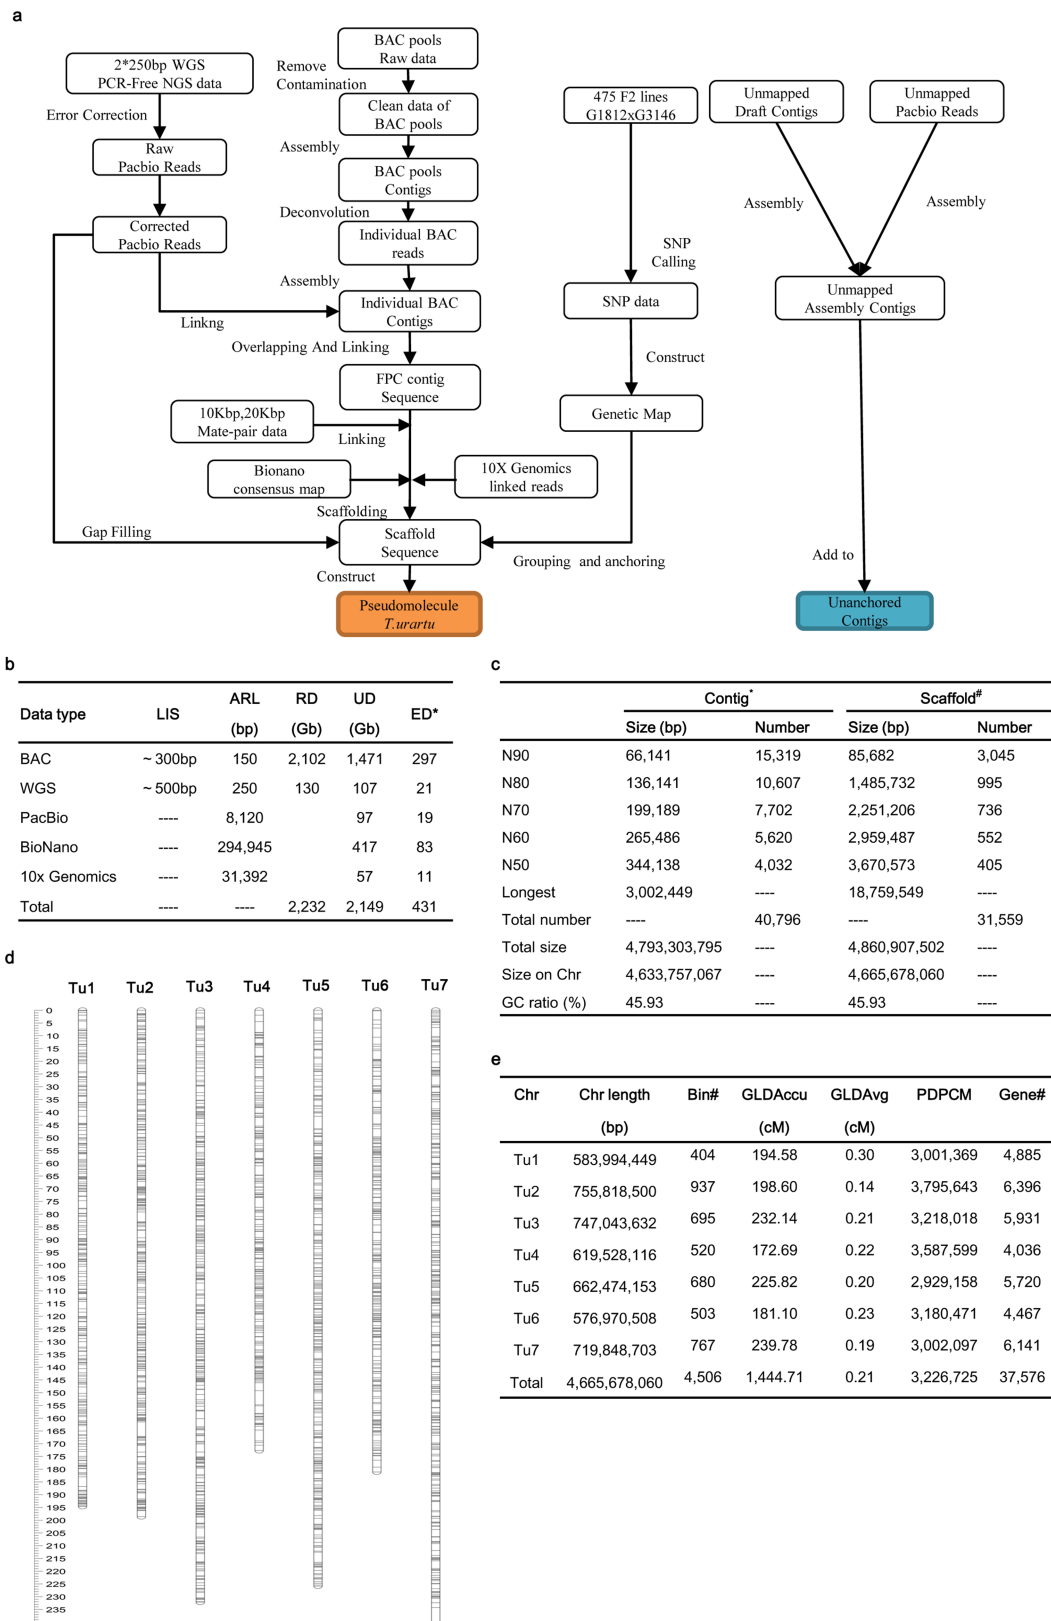 a
2*250bp WGS
PCR-Free NGS data
Error Correction
Raw
Pacbio Reads
Corrected
Pacbio Reads
Linkng
Gap Filling
BAC pools
Raw data
Remove
Contamination
Clean data of
BAC pools
Assembly
BAC pools
Contigs
Deconvolution
Individual BAC
reads
Assembly
Individual BAC
Contigs
Overlapping And Linking
FPC contig
Sequence
10Kbp,20Kbp
Mate-pair data
Linking
Bionano
consensus map
10X Genomics
linked reads
Scaffolding
Scaffold
Sequence
Construct
Pseudomolecule
T.urartu
475 F2 lines
G1812xG3146
SNP
Calling
SNP data
Construct
Genetic Map
Grouping and anchoring
Unmapped
Draft Contigs
Unmapped
Pacbio Reads
Assembly
Assembly
Unmapped
Assembly Contigs
Add to
Unanchored
Contigs
b
Data type LIS ARL (bp) RD (Gb) UD (Gb) ED*
BAC ~ 300bp 150 2,102 1,471 297
WGS ~ 500bp 250 130 107 21
PacBio ---- 8,120 97 19
BioNano ---- 294,945 417 83
10x Genomics ---- 31,392 57 11
Total ---- ---- 2,232 2,149 431
c
Contig* Scaffold#
Size (bp) Number Size (bp) Number
N90 66,141 15,319 85,682 3,045
N80 136,141 10,607 1,485,732 995
N70 199,189 7,702 2,251,206 736
N60 265,486 5,620 2,959,487 552
N50 344,138 4,032 3,670,573 405
Longest 3,002,449 ---- 18,759,549 ----
Total number ---- 40,796 ---- 31,559
Total size 4,793,303,795 ---- 4,860,907,502 ----
Size on Chr 4,633,757,067 ---- 4,665,678,060 ----
GC ratio (%) 45.93 ---- 45.93 ----
d
Tu1 Tu2 Tu3 Tu4 Tu5 Tu6 Tu7
0
5
10
15
20
25
30
35
40
45
50
55
60
65
70
75
80
85
90
95
100
105
110
115
120
125
130
135
140
145
150
155
160
165
170
175
180
185
190
195
200
205
210
215
220
225
230
235
e
Chr Chr length Bin# GLDAccu GLDAvg PDPCM Gene#
(bp) (cM) (cM)
Tu1 583,994,449 404 194.58 0.30 3,001,369 4,885
Tu2 755,818,500 937 198.60 0.14 3,795,643 6,396
Tu3 747,043,632 695 232.14 0.21 3,218,018 5,931
Tu4 619,528,116 520 172.69 0.22 3,587,599 4,036
Tu5 662,474,153 680 225.82 0.20 2,929,158 5,720
Tu6 576,970,508 503 181.10 0.23 3,180,471 4,467
Tu7 719,848,703 767 239.78 0.19 3,002,097 6,141
Total 4,665,678,060 4,506 1,444.71 0.21 3,226,725 37,576